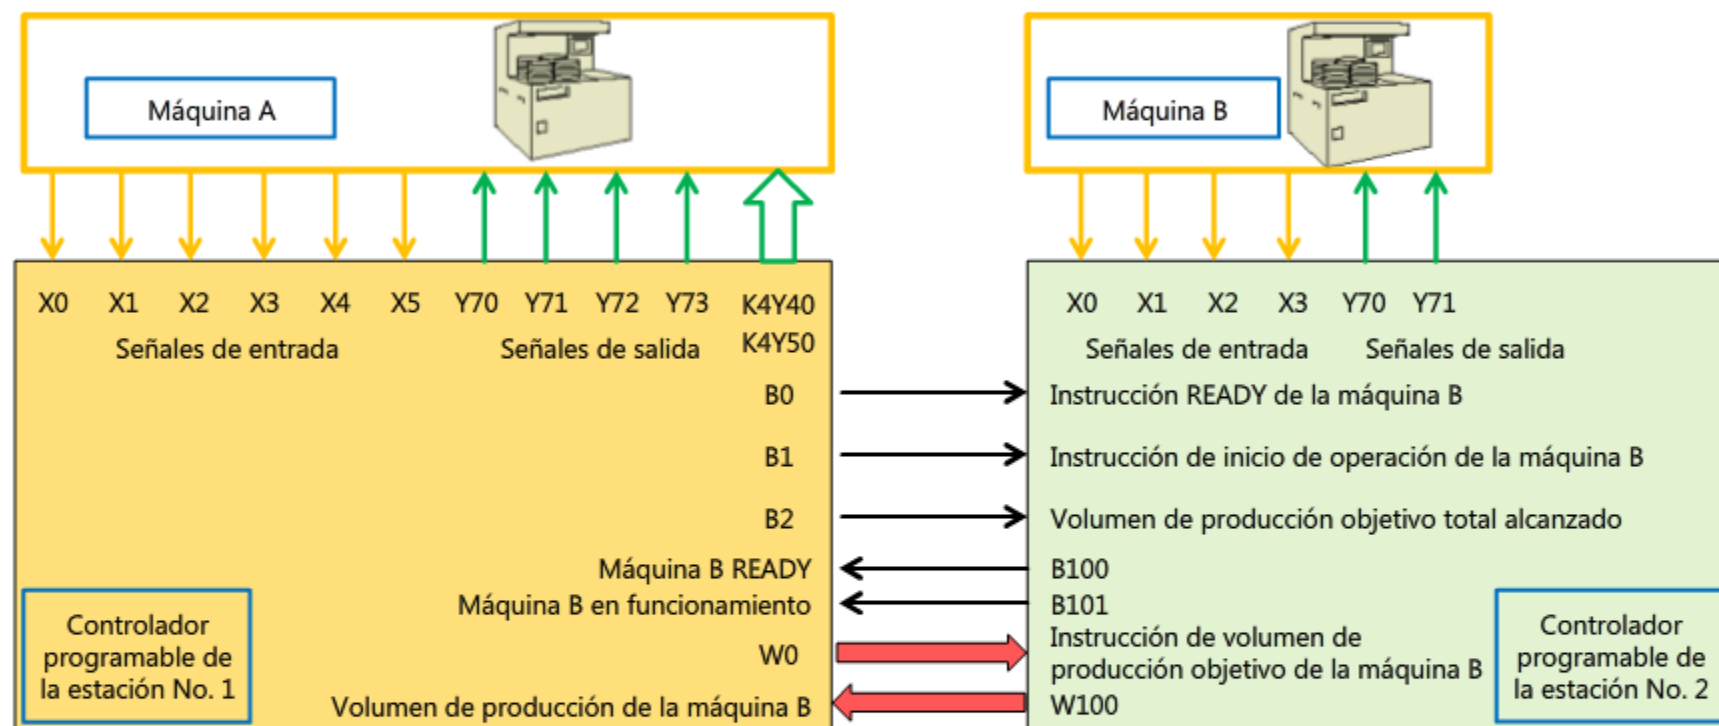 Máquina A
Máquina B
X0 X1 X2 X3 X4 X5 Y70 Y71 Y72 Y73 K4Y40
K4Y50
Señales de entrada
Señales de salida
X0 X1 X2 X3 Y70 Y71
Señales de entrada
Señales de salida
B0
Instrucción READY de la máquina B
B1
Instrucción de inicio de operación de la máquina B
B2
Volumen de producción objetivo total alcanzado
Máquina B READY
B100
Máquina B en funcionamiento
B101
W0
Instrucción de volumen de
producción objetivo de la máquina B
Volumen de producción de la máquina B
W100
Controlador
programable de
la estación No. 1
Controlador
programable de
la estación No. 2